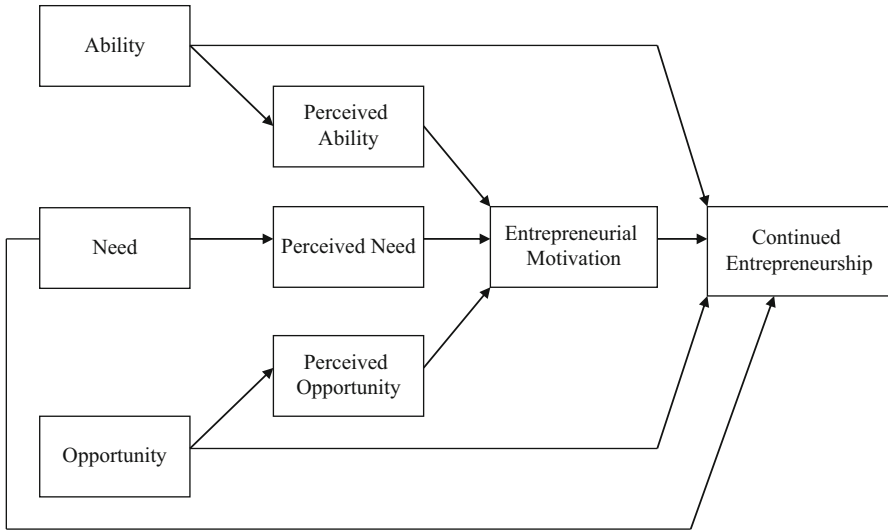 Ability
Perceived
Ability
Need
Perceived Need
Entrepreneurial
Motivation
Continued
Entrepreneurship
Perceived
Opportunity
Opportunity